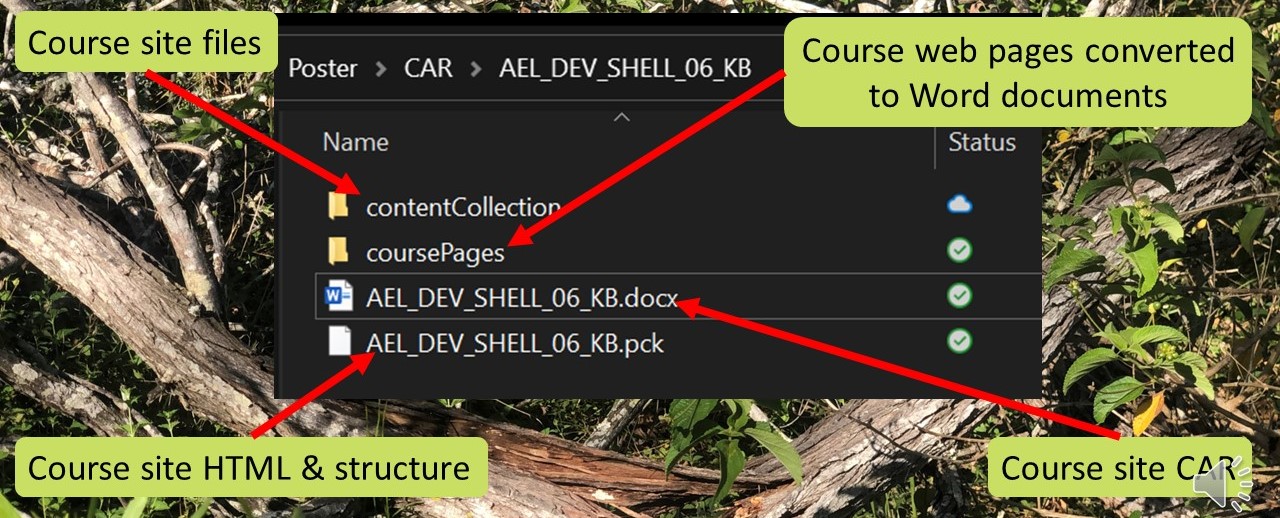 Course site files
Course web pages converted
to Word documents
Poster > CAR > AEL_DEV_SHELL_06_KB
Name Status
contentCollection
coursePages
AEL_DEV_SHELL_06_KB.docx
AEL_DEV_SHELL_06_KB.pck
Course site HTML & structure
Course site CAR